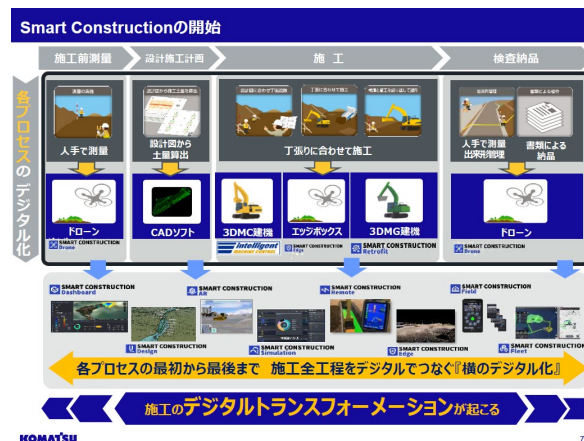 Smart Constructionの開始
施工前測量
設計施工計画
施 工
検査納品
各プロセスの デジタル化
人手で測量
設計図から
土量算出
丁張りに合わせて施工
人手で測量
出来形管理
書類による
納品
ドローン
CADソフト
3DMC建機
エッジボックス
3DMG建機
ドローン
SMART CONSTRUCTION
Drone
intelligent
MACHINE CONTROL
SMART CONSTRUCTION
Edge
SMART CONSTRUCTION
Retrofit
SMART CONSTRUCTION
Drone
SMART CONSTRUCTION
Dashboard
SMART CONSTRUCTION
AR
SMART CONSTRUCTION
Remote
SMART CONSTRUCTION
Field
SMART CONSTRUCTION
Design
SMART CONSTRUCTION
Simulation
SMART CONSTRUCTION
Edge
SMART CONSTRUCTION
Fleet
各プロセスの最初から最後まで 施工全工程をデジタルでつなぐ『横のデジタル化』
施工のデジタルトランスフォーメーションが起こる
KOMATSU
7